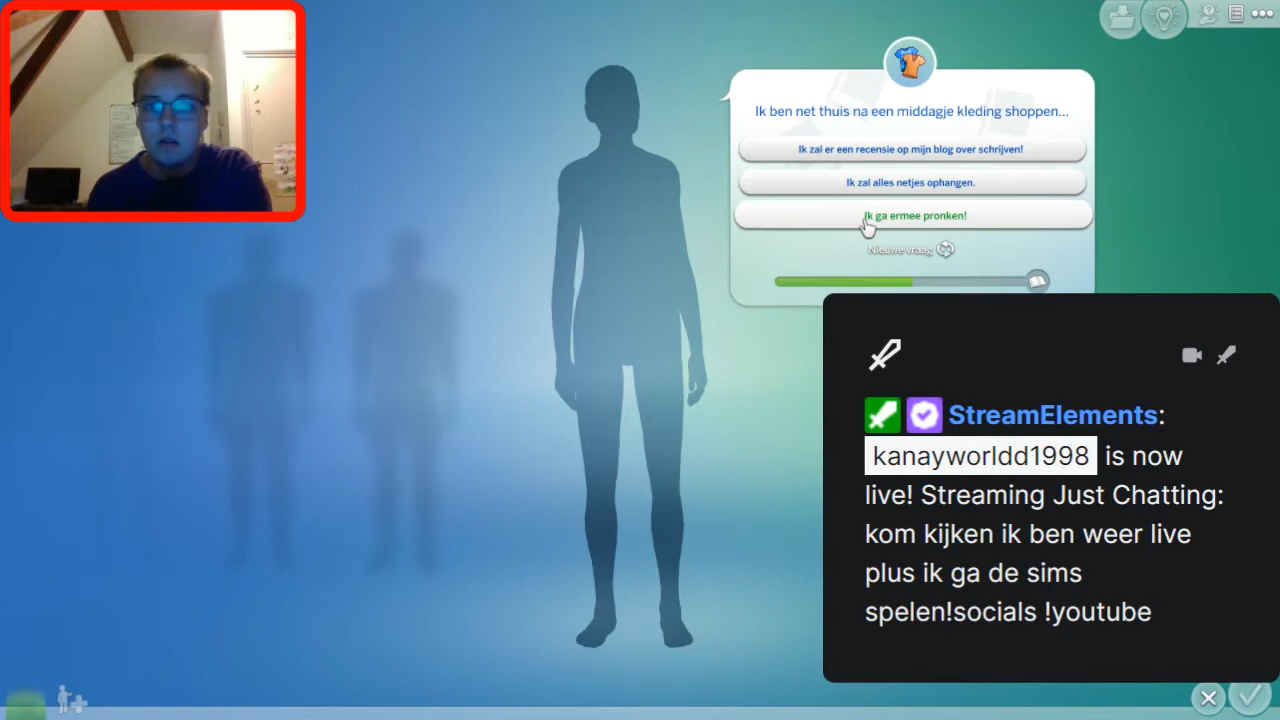 Ik ben net thuis na een middagje kleding shoppen...
Ik zal er een recensie op mijn blog over schrijven!
Ik zal alles netjes ophangen.
Ik ga ermee pronken!
Nieuwe vraag
StreamElements:
kanayworldd1998 is now
live! Streaming Just Chatting:
kom kijken ik ben weer live
plus ik ga de sims
spelen!socials !youtube